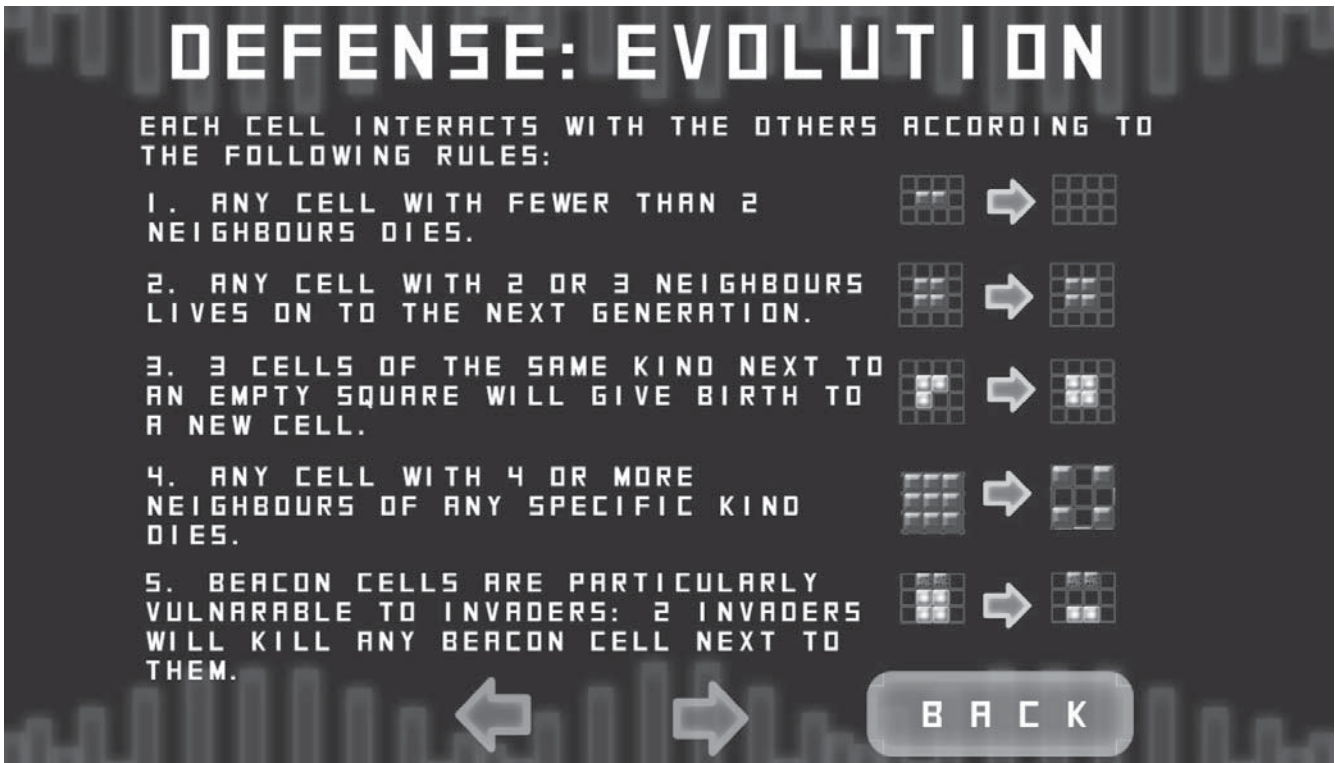 DEFENSE: EVOLUTION
EACH CELL INTERACTS WITH THE OTHERS ACCORDING TO
THE FOLLOWING RULES:
1. ANY CELL WITH FEWER THAN 2
NEIGHBOURS DIES.
2. ANY CELL WITH 2 OR 3 NEIGHBOURS
LIVES ON TO THE NEXT GENERATION.
3. 3 CELLS OF THE SAME KIND NEXT TO
AN EMPTY SQUARE WILL GIVE BIRTH TO
A NEW CELL.
4. ANY CELL WITH 4 OR MORE
NEIGHBOURS OF ANY SPECIFIC KIND
DIES.
5. BEACON CELLS ARE PARTICULARLY
VULNARABLE TO INVADERS: 2 INVADERS
WILL KILL ANY BEACON CELL NEXT TO
THEM.
BACK